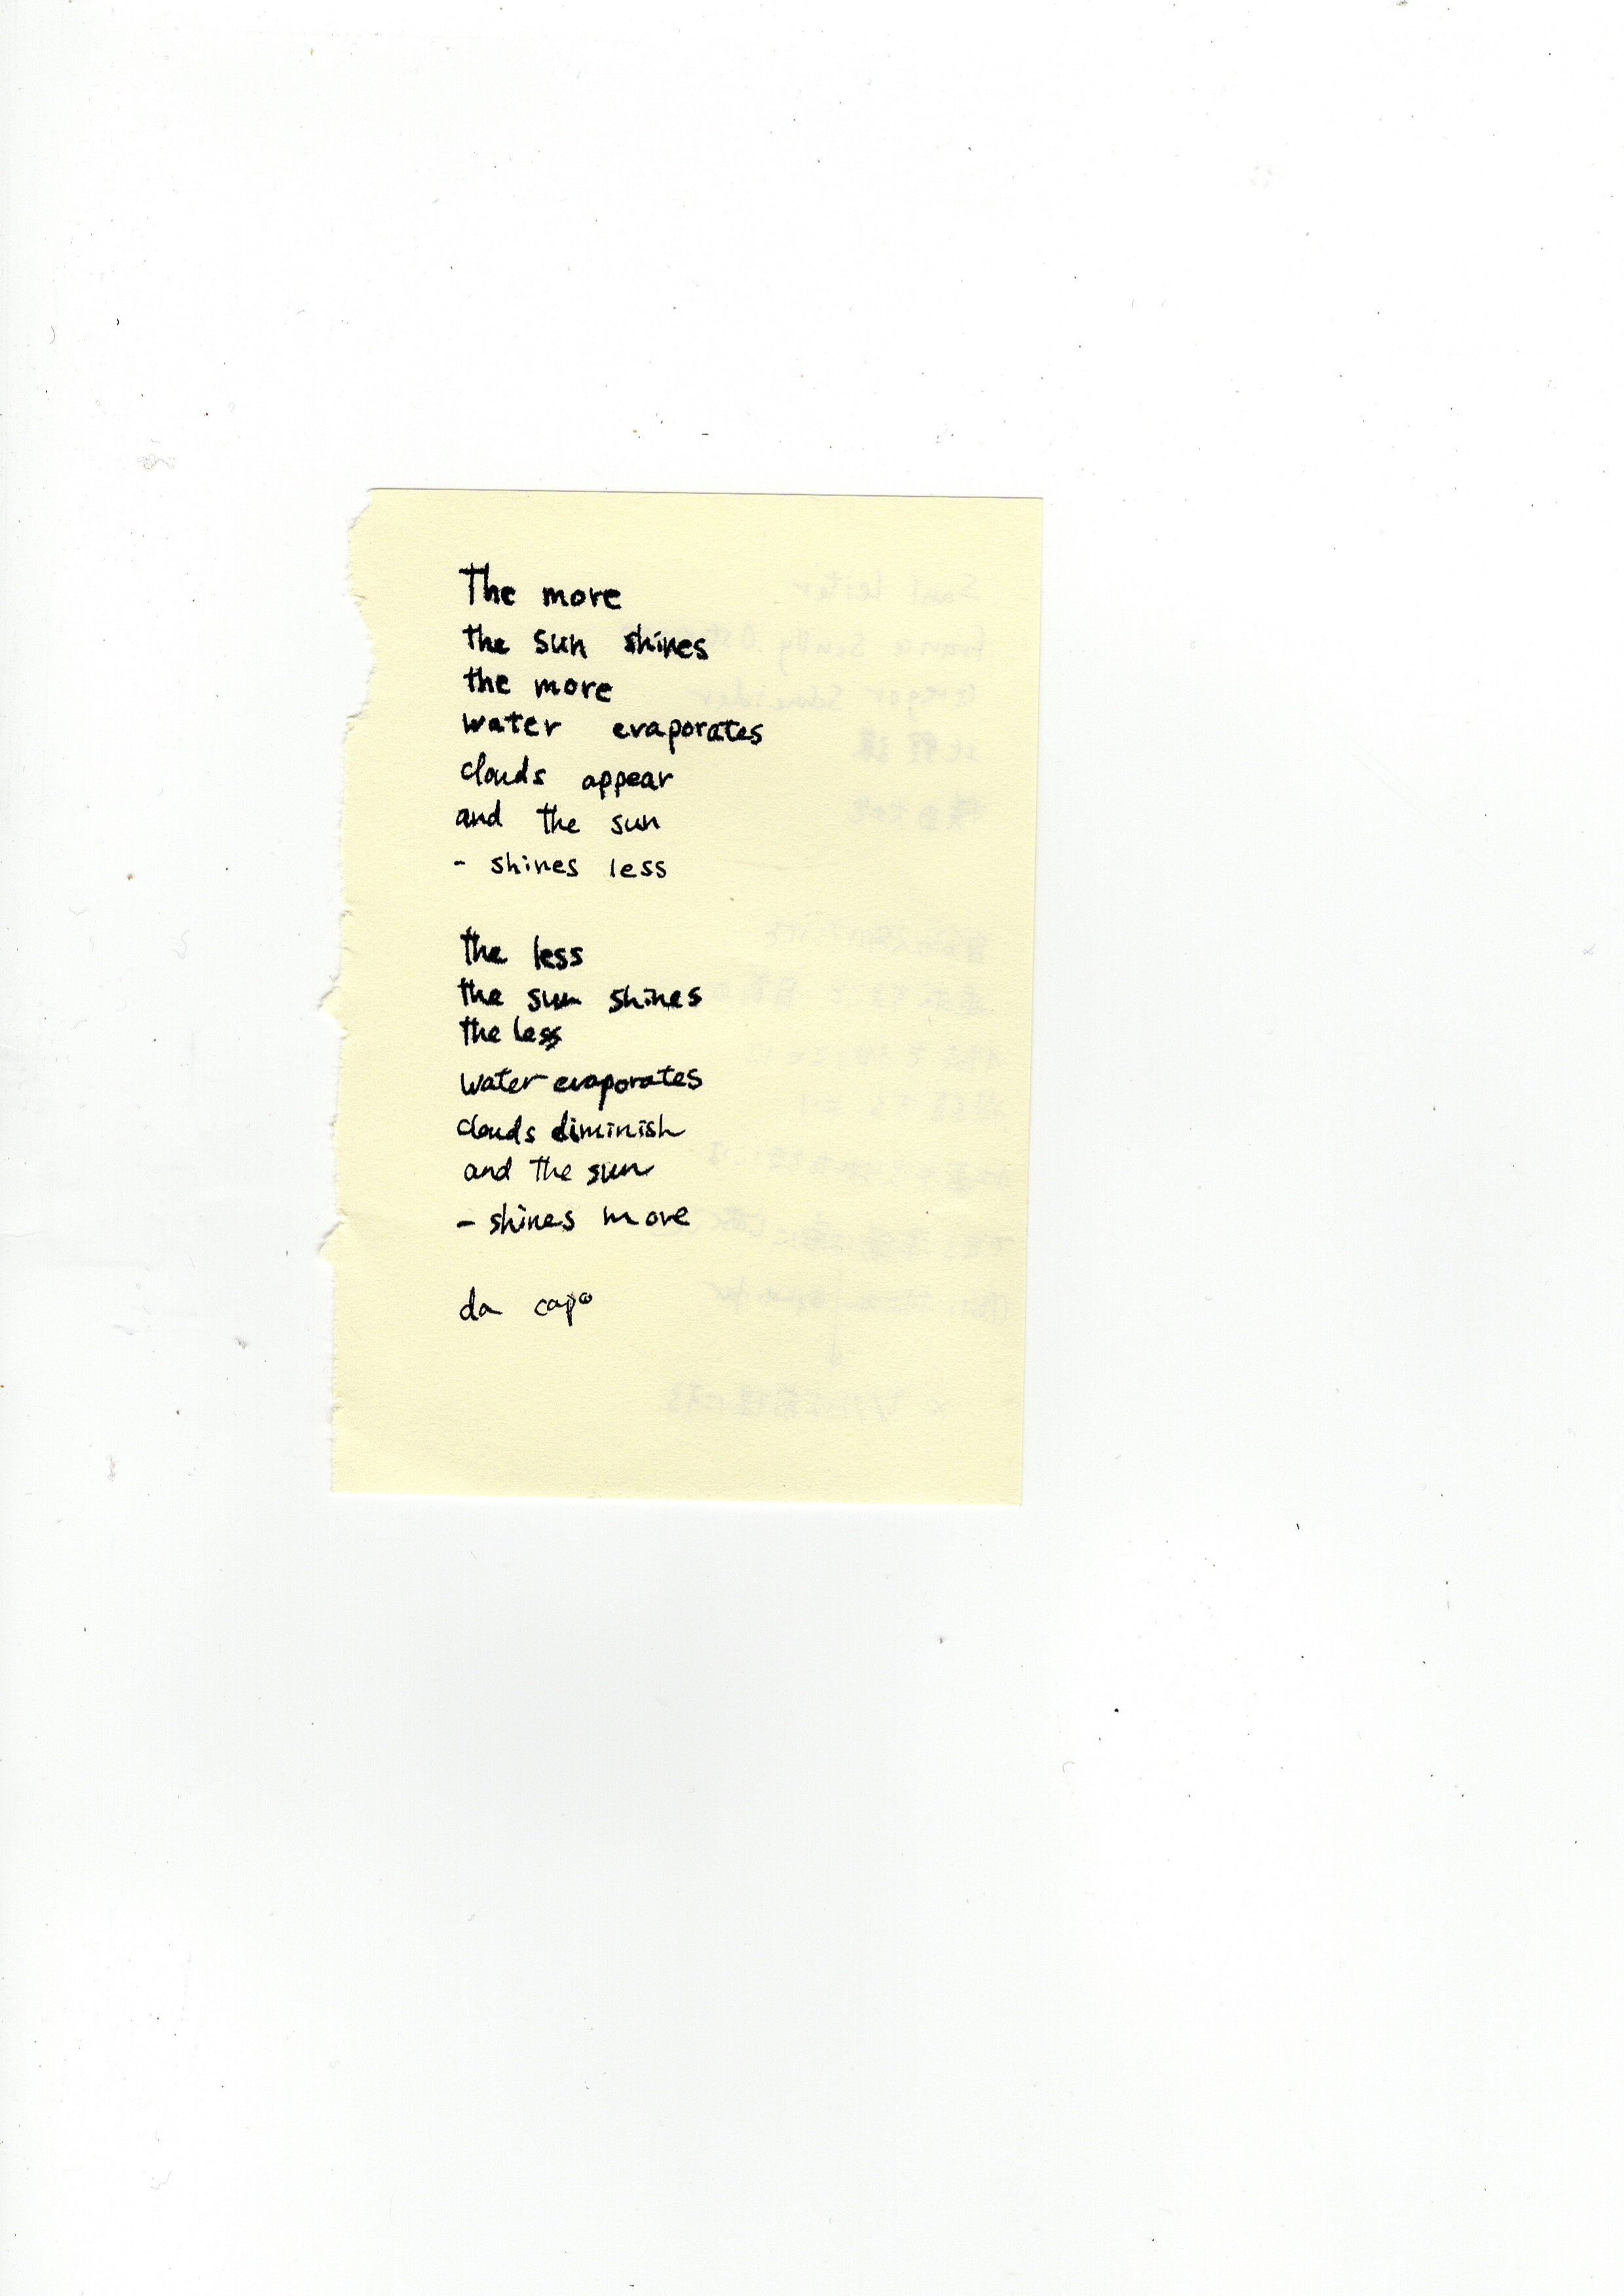 The more
the sun shines
the more
water evaporates
clouds appear
and the sun
- shines less
the less
the sun shines
the less
water evaporates
clouds diminish
and the sun
- shines more
da capo